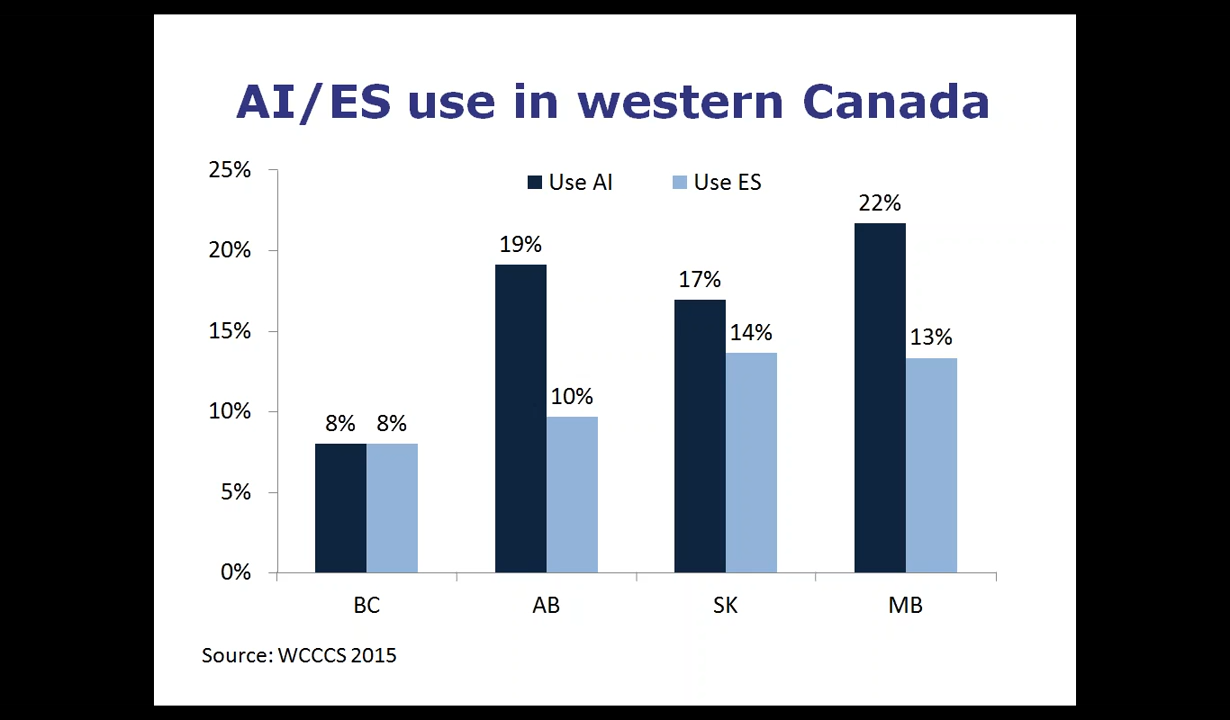 AI/ES use in western Canada
25%
Use AI
Use ES
22%
20%
19%
17%
15%
14%
13%
10%
10%
8%
8%
5%
0%
BC
AB
SK
MB
Source: WCCCS 2015